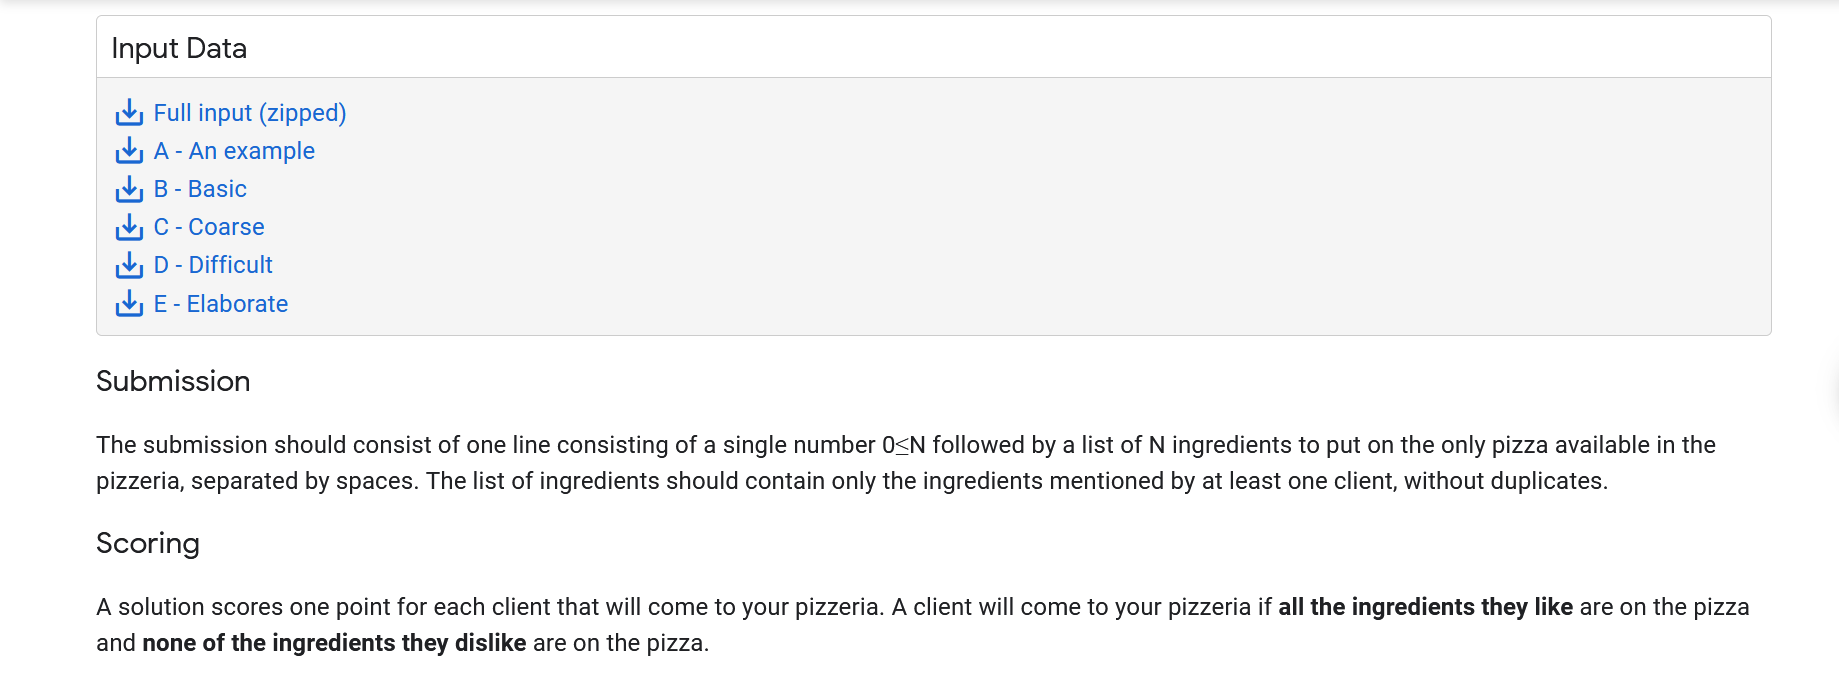 Input Data
Full input (zipped)
A - An example
B - Basic
C - Coarse
D - Difficult
E - Elaborate
Submission
The submission should consist of one line consisting of a single number 0≤N followed by a list of N ingredients to put on the only pizza available in the
pizzeria, separated by spaces. The list of ingredients should contain only the ingredients mentioned by at least one client, without duplicates.
Scoring
A solution scores one point for each client that will come to your pizzeria. A client will come to your pizzeria if all the ingredients they like are on the pizza
and none of the ingredients they dislike are on the pizza.